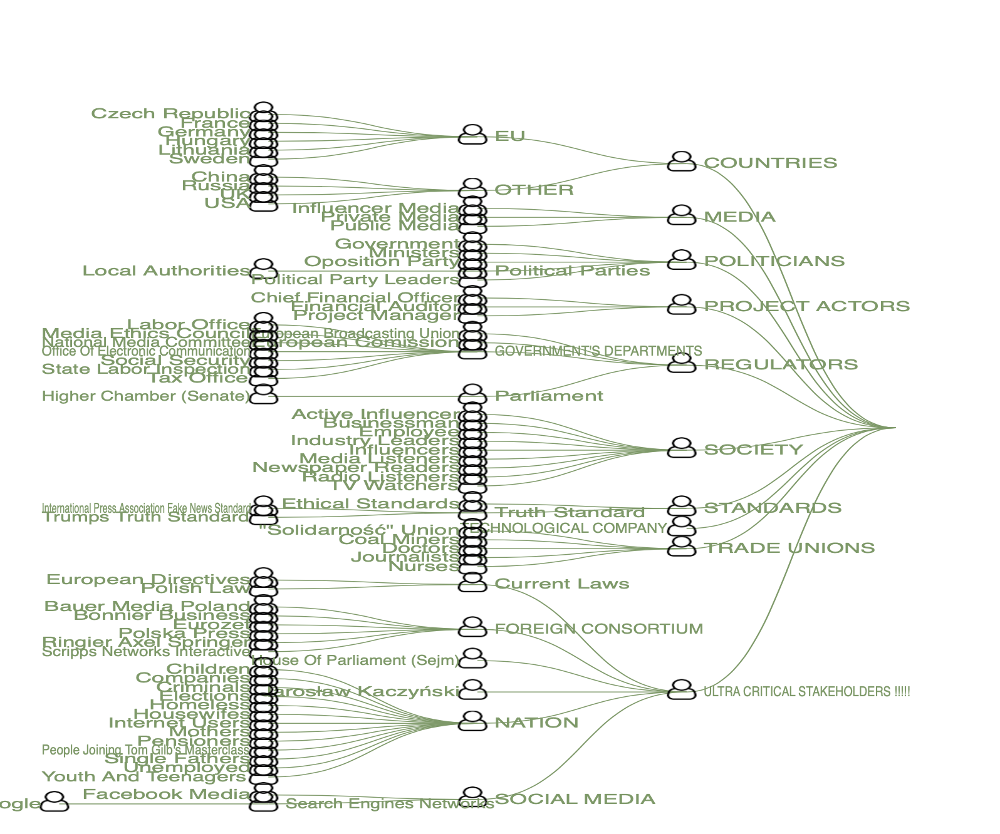 Czech Republic
France
Germany
Hungary
Lithuania
Sweden
EU
COUNTRIES
China
Russia
UK
USA
OTHER
Influencer Media
Private Media
Public Media
MEDIA
Government
Ministers
Oposition Party
Local Authorities
Political Parties
Political Party Leaders
POLITICIANS
Chief Financial Officer
Financial Auditor
Project Manager
PROJECT ACTORS
Labor Office
Media Ethics Council
National Media Committee
Office Of Electronic Communication
Social Security
State Labor Inspection
Tax Office
European Broadcasting Union
European Comission
GOVERNMENT'S DEPARTMENTS
REGULATORS
Higher Chamber (Senate)
Parliament
Active Influencer
Businessman
Employee
Industry Leaders
Influencers
Media Listeners
Newspaper Readers
Radio Listeners
TV Watchers
SOCIETY
International Press Association Fake News Standard
Trumps Truth Standard
Ethical Standards
Truth Standard
STANDARDS
TECHNOLOGICAL COMPANY
"Solidarność" Union
Coal Miners
Doctors
Journalists
Nurses
TRADE UNIONS
European Directives
Polish Law
Current Laws
Bauer Media Poland
Bonnier Business
Eurozet
Polska Press
Ringier Axel Springer
Scripps Networks Interactive
FOREIGN CONSORTIUM
House Of Parliament (Sejm)
Jarosław Kaczyński
ULTRA CRITICAL STAKEHOLDERS !!!!!
Children
Companies
Criminals
Elections
Homeless
Housewifes
Internet Users
Mothers
Pensioners
People Joining Tom Gilb's Masterclass
Single Fathers
Unemployed
Youth And Teenagers
NATION
Facebook Media
ogle
Search Engines Networks
SOCIAL MEDIA